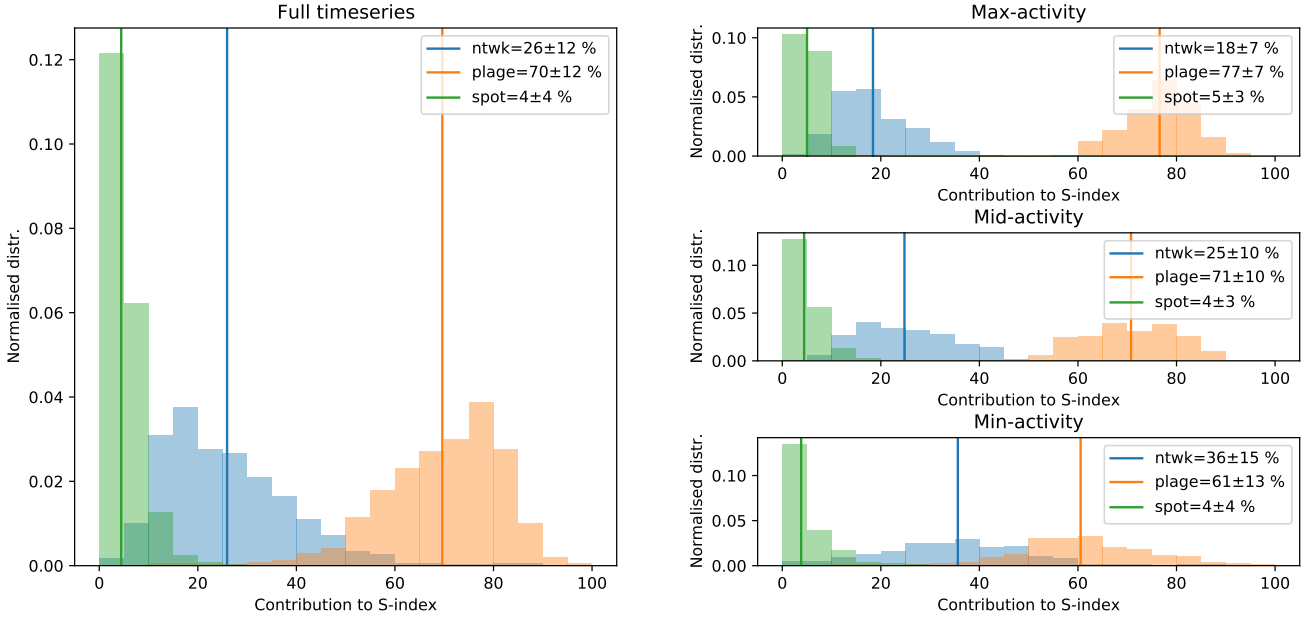 Full timeseries
Normalised distr.
0.12
0.10
0.08
0.06
0.04
0.02
0.00
ntwk=26±12 %
plage=70±12 %
spot=4±4 %
0 20 40 60 80 100
Contribution to S-index
Max-activity
Normalised distr.
0.10
0.05
0.00
ntwk=18±7 %
plage=77±7 %
spot=5±3 %
0 20 40 60 80 100
Contribution to S-index
Mid-activity
Normalised distr.
0.10
0.05
0.00
ntwk=25±10 %
plage=71±10 %
spot=4±3 %
0 20 40 60 80 100
Contribution to S-index
Min-activity
Normalised distr.
0.10
0.05
0.00
ntwk=36±15 %
plage=61±13 %
spot=4±4 %
0 20 40 60 80 100
Contribution to S-index